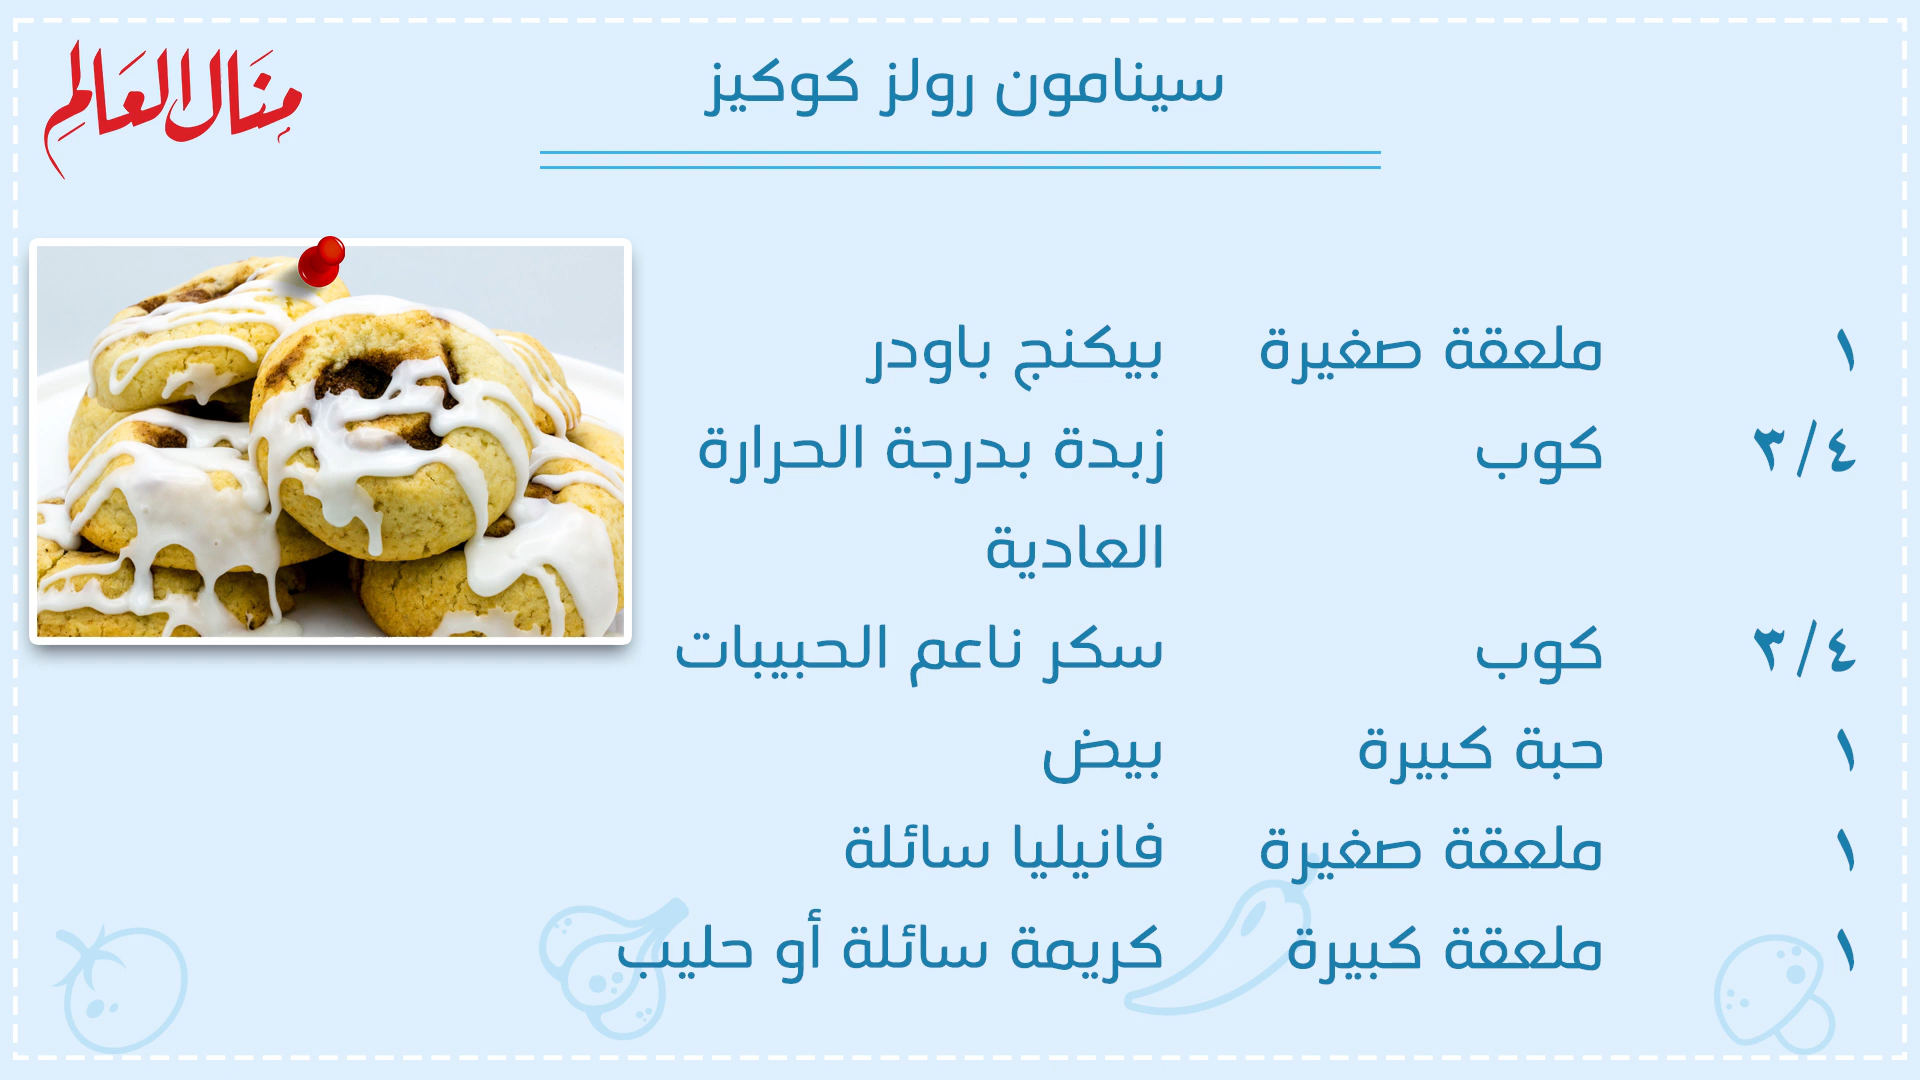 منال العالم
سينامون رولز كوكيز
١ ملعقة صغيرة بيكنج باودر
٣/٤ كوب زبدة بدرجة الحرارة
العادية
٣/٤ كوب سكر ناعم الحبيبات
١ حبة كبيرة بيض
١ ملعقة صغيرة فانيليا سائلة
١ ملعقة كبيرة كريمة سائلة أو حليب